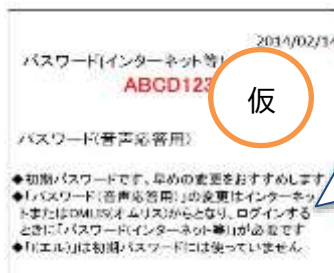 2014/02/14
パスワード(インターネット等)
ABCD123
仮
パスワード(音声応答用)
◆初期パスワードです、早めの変更をおすすめします
◆「パスワード(音声応答用)」の変更はインターネッ
トまたはOMLIS(オムリス)からとなり、ログインする
ときに「パスワード(インターネット等)」が必要です
◆「l(エル)」は初期パスワードには使っていません